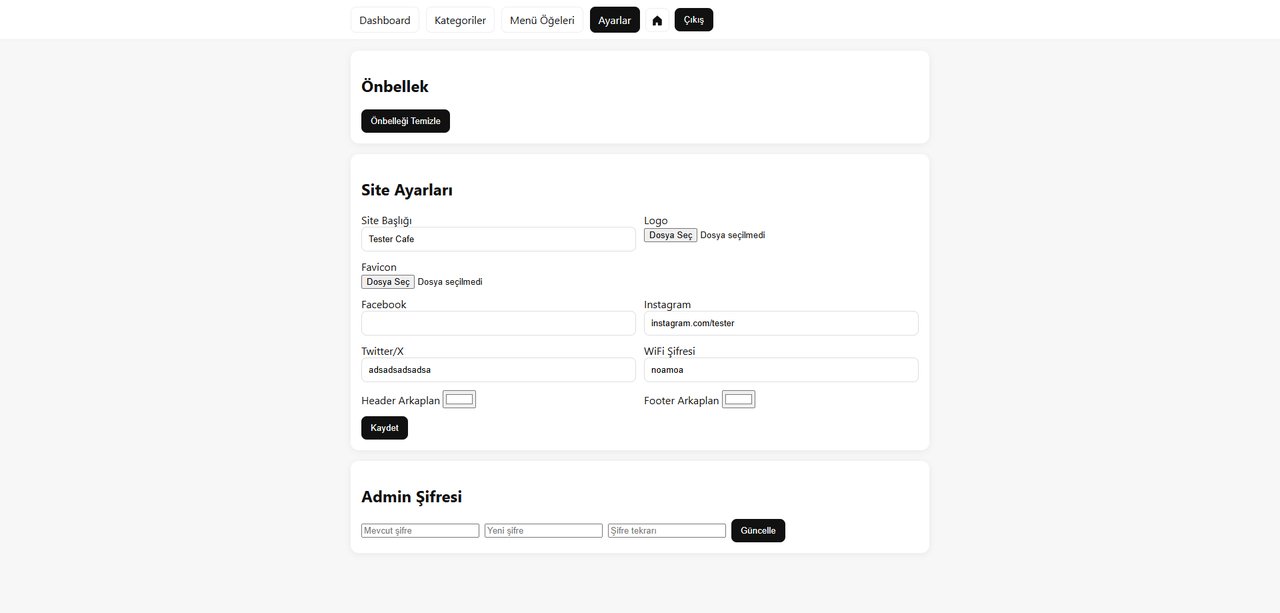 Dashboard Kategoriler Menü Öğeleri Ayarlar Çıkış
Önbellek
Önbelleği Temizle
Site Ayarları
Site Başlığı Logo
Tester Cafe Dosya Seç Dosya seçilmedi
Favicon
Dosya Seç Dosya seçilmedi
Facebook Instagram
instagram.com/tester
Twitter/X WiFi Şifresi
adsadsadsadsa noamoa
Header Arkaplan Footer Arkaplan
Kaydet
Admin Şifresi
Mevcut şifre Yeni şifre Şifre tekrarı Güncelle